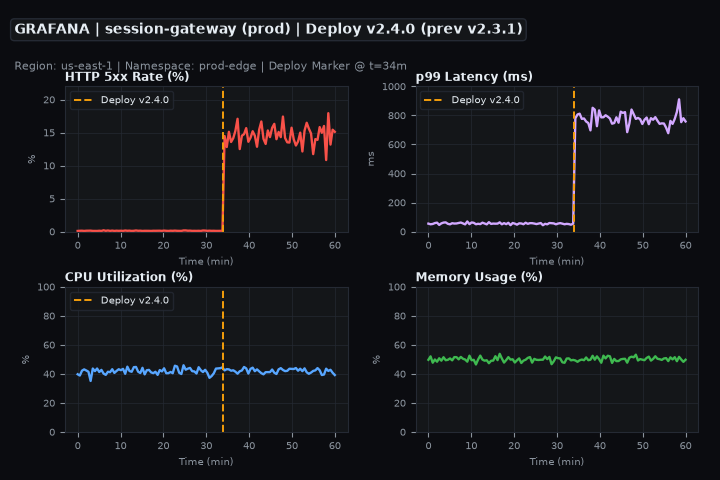 GRAFANA | session-gateway (prod) | Deploy v2.4.0 (prev v2.3.1)
Region: us-east-1 | Namespace: prod-edge | Deploy Marker @ t=34m
HTTP 5xx Rate (%)
Deploy v2.4.0
20
15
10
5
0
%
0 10 20 30 40 50 60
Time (min)
p99 Latency (ms)
Deploy v2.4.0
1000
800
600
400
200
0
ms
0 10 20 30 40 50 60
Time (min)
CPU Utilization (%)
Deploy v2.4.0
100
80
60
40
20
0
%
0 10 20 30 40 50 60
Time (min)
Memory Usage (%)
100
80
60
40
20
0
%
0 10 20 30 40 50 60
Time (min)